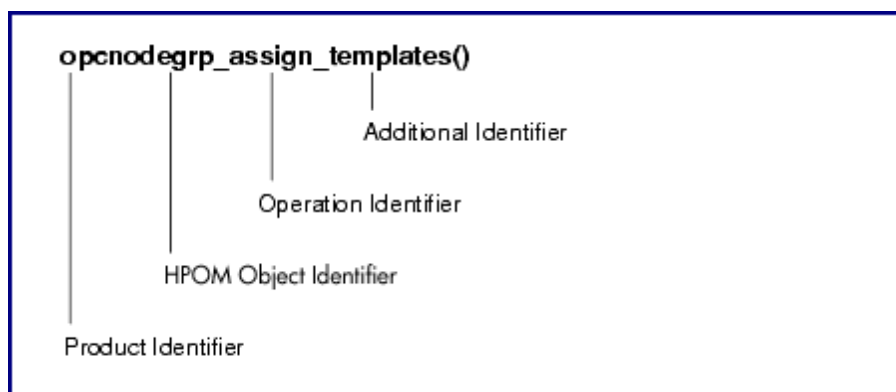 opcnodegrp_assign_templates()
Additional Identifier
Operation Identifier
HPOM Object Identifier
Product Identifier